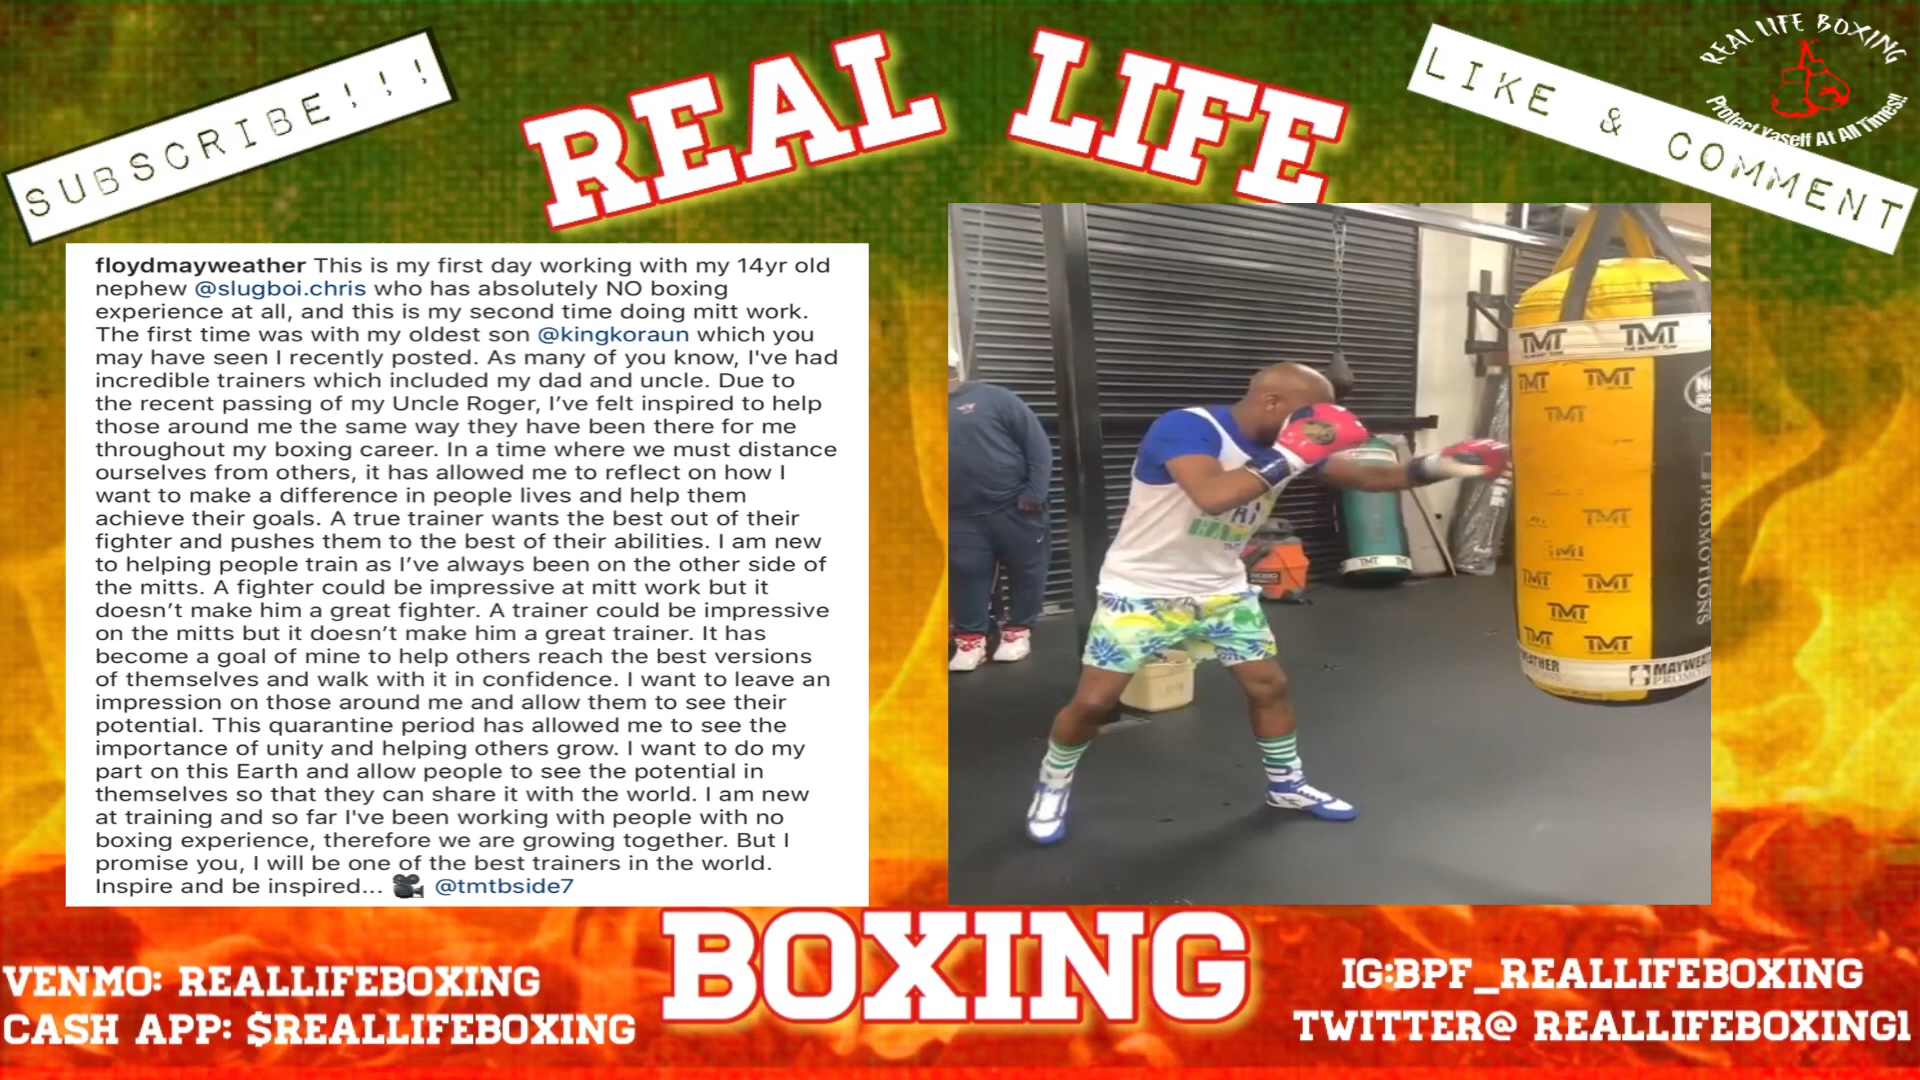 SUBSCRIBE!!!
REAL LIFE
LIKE & COMMENT
REAL LIFE BOXING
Protect Yaself At All Times!!
floydmayweather This is my first day working with my 14yr old
nephew @slugboi.chris who has absolutely NO boxing
experience at all, and this is my second time doing mitt work.
The first time was with my oldest son @kingkoraun which you
may have seen I recently posted. As many of you know, I've had
incredible trainers which included my dad and uncle. Due to
the recent passing of my Uncle Roger, I’ve felt inspired to help
those around me the same way they have been there for me
throughout my boxing career. In a time where we must distance
ourselves from others, it has allowed me to reflect on how I
want to make a difference in people lives and help them
achieve their goals. A true trainer wants the best out of their
fighter and pushes them to the best of their abilities. I am new
to helping people train as I’ve always been on the other side of
the mitts. A fighter could be impressive at mitt work but it
doesn’t make him a great fighter. A trainer could be impressive
on the mitts but it doesn’t make him a great trainer. It has
become a goal of mine to help others reach the best versions
of themselves and walk with it in confidence. I want to leave an
impression on those around me and allow them to see their
potential. This quarantine period has allowed me to see the
importance of unity and helping others grow. I want to do my
part on this Earth and allow people to see the potential in
themselves so that they can share it with the world. I am new
at training and so far I've been working with people with no
boxing experience, therefore we are growing together. But I
promise you, I will be one of the best trainers in the world.
Inspire and be inspired... @tmtbside7
TMT TMT
TMT TMT
TMT
TMT
TMT
TMT TMT
TMT
TMT TMT
PROMOTIONS
MAYWEA
BOXING
VENMO: REALLIFEBOXING
CASH APP: $REALLIFEBOXING
IG:BPF_REALLIFEBOXING
TWITTER@ REALLIFEBOXING1